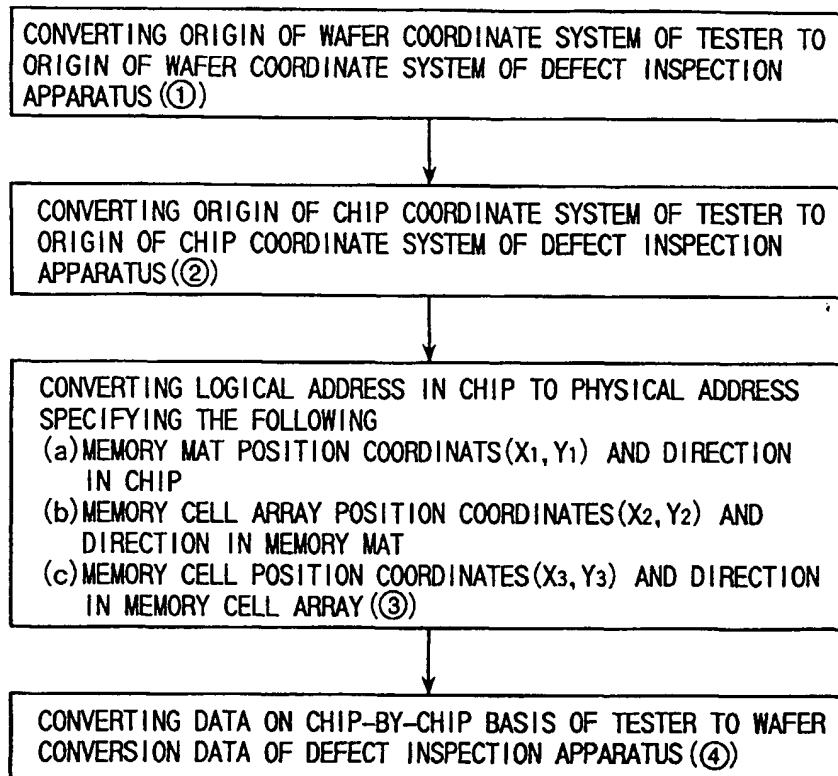 CONVERTING ORIGIN OF WAFER COORDINATE SYSTEM OF TESTER TO
ORIGIN OF WAFER COORDINATE SYSTEM OF DEFECT INSPECTION
APPARATUS(①)
CONVERTING ORIGIN OF CHIP COORDINATE SYSTEM OF TESTER TO
ORIGIN OF CHIP COORDINATE SYSTEM OF DEFECT INSPECTION
APPARATUS(②)
CONVERTING LOGICAL ADDRESS IN CHIP TO PHYSICAL ADDRESS
SPECIFYING THE FOLLOWING
(a)MEMORY MAT POSITION COORDINATS(X1,Y1) AND DIRECTION
IN CHIP
(b)MEMORY CELL ARRAY POSITION COORDINATES(X2,Y2) AND
DIRECTION IN MEMORY MAT
(c)MEMORY CELL POSITION COORDINATES(X3,Y3) AND DIRECTION
IN MEMORY CELL ARRAY(③)
CONVERTING DATA ON CHIP-BY-CHIP BASIS OF TESTER TO WAFER
CONVERSION DATA OF DEFECT INSPECTION APPARATUS(④)